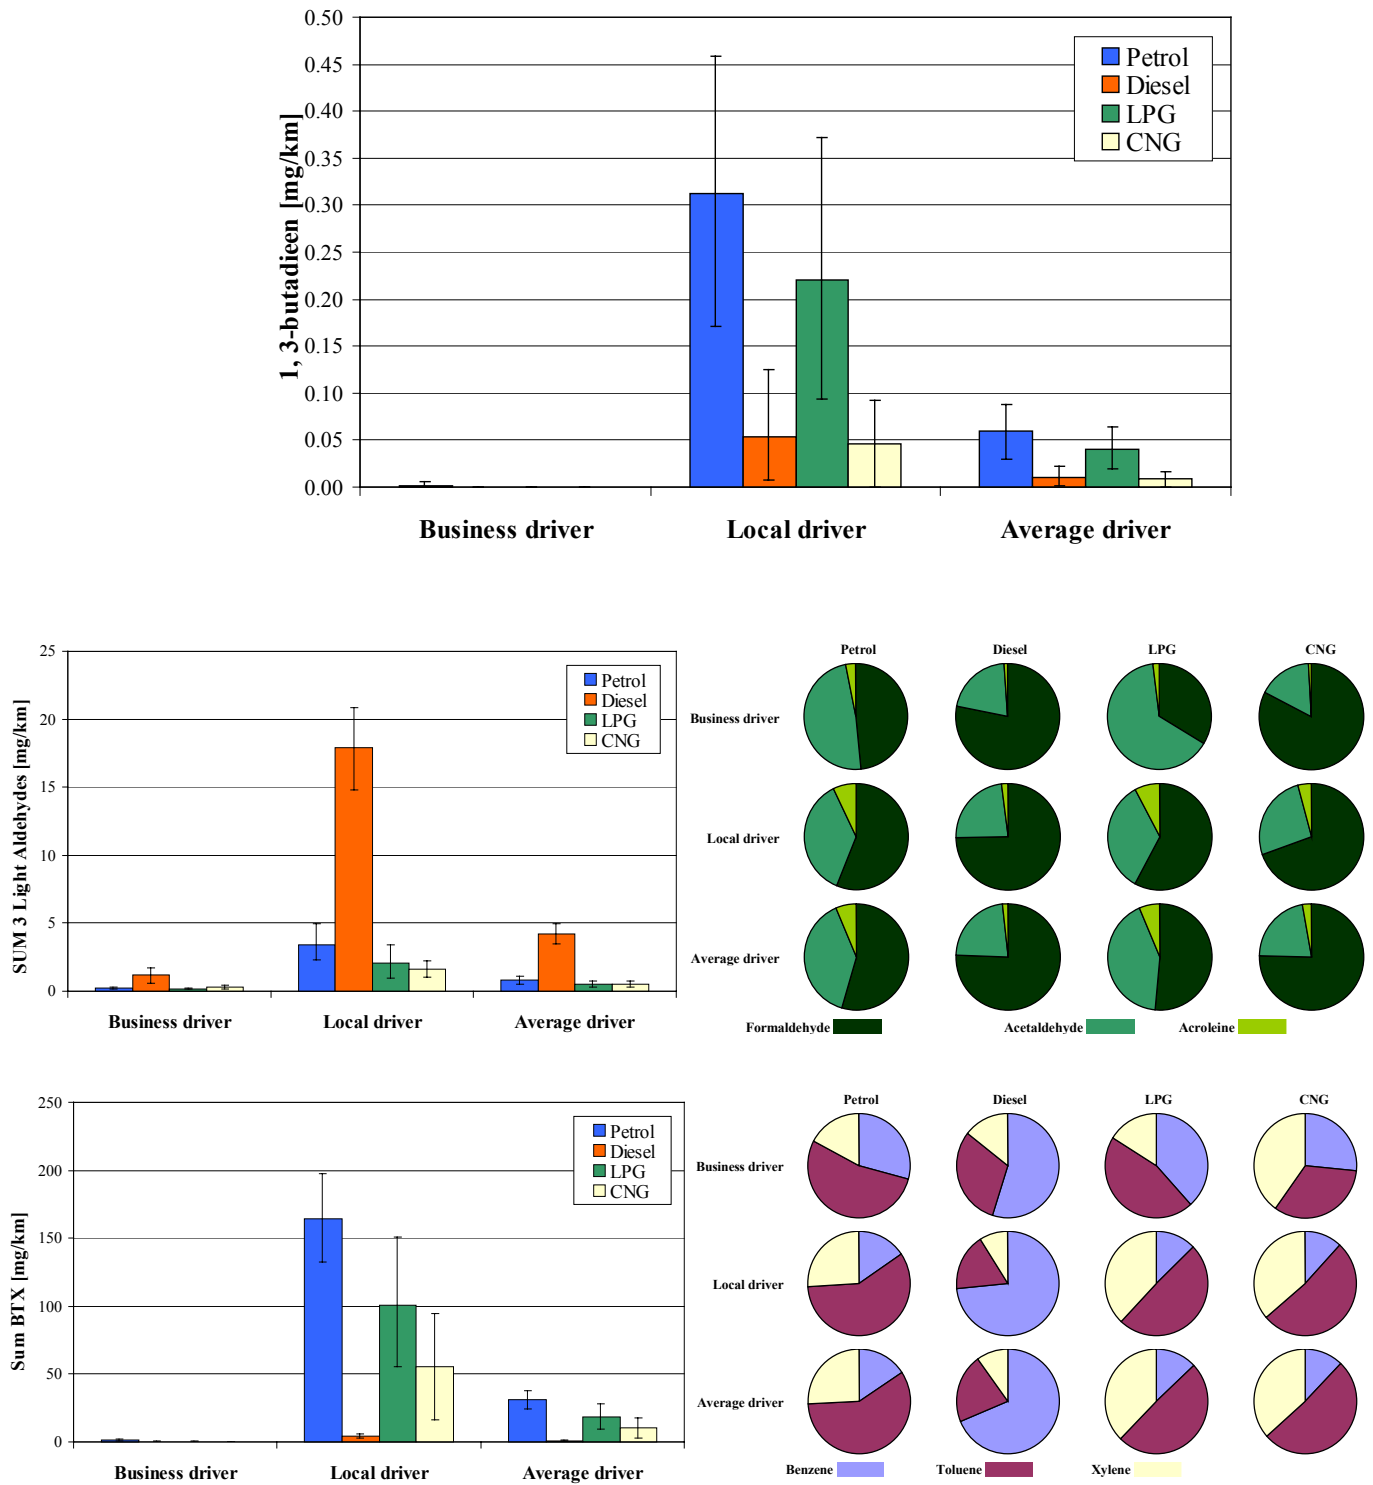 0.50
0.45
0.40
0.35
0.30
0.25
0.20
0.15
0.10
0.05
0.00
1, 3-butadieen [mg/km]
Petrol
Diesel
LPG
CNG
Business driver Local driver Average driver
25
20
15
10
5
0
SUM 3 Light Aldehydes [mg/km]
Petrol
Diesel
LPG
CNG
Business driver Local driver Average driver
Petrol Diesel LPG CNG
Business driver
Local driver
Average driver
Formaldehyde Acetaldehyde Acroleine
250
200
150
100
50
0
Sum BTX [mg/km]
Petrol
Diesel
LPG
CNG
Business driver Local driver Average driver
Petrol Diesel LPG CNG
Business driver
Local driver
Average driver
Benzene Toluene Xylene